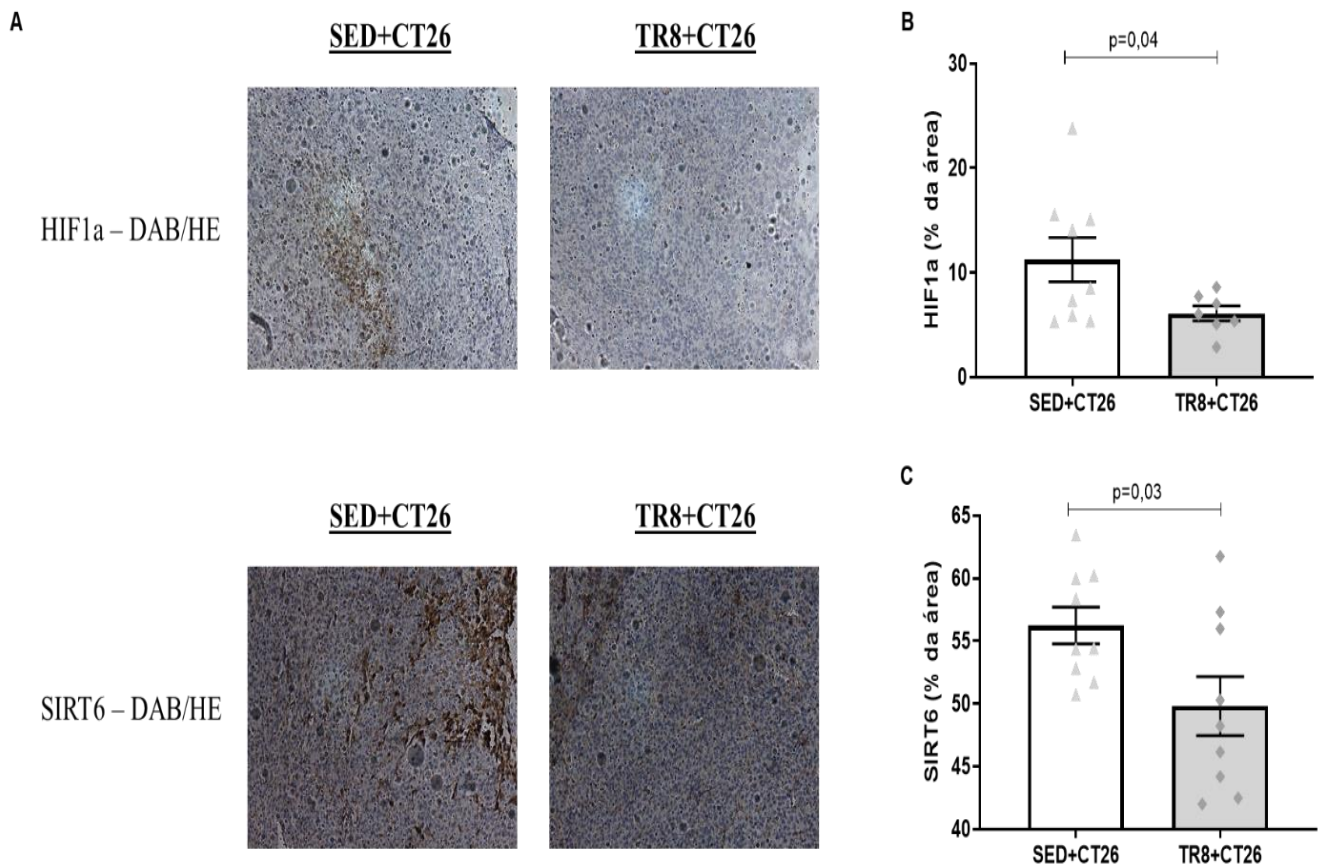 A
SED+CT26 TR8+CT26
HIF1a – DAB/HE
SED+CT26 TR8+CT26
SIRT6 – DAB/HE
B
p=0,04
HIF1a (% da área)
30
20
10
0
SED+CT26 TR8+CT26
C
p=0,03
SIRT6 (% da área)
65
60
55
50
45
40
SED+CT26 TR8+CT26